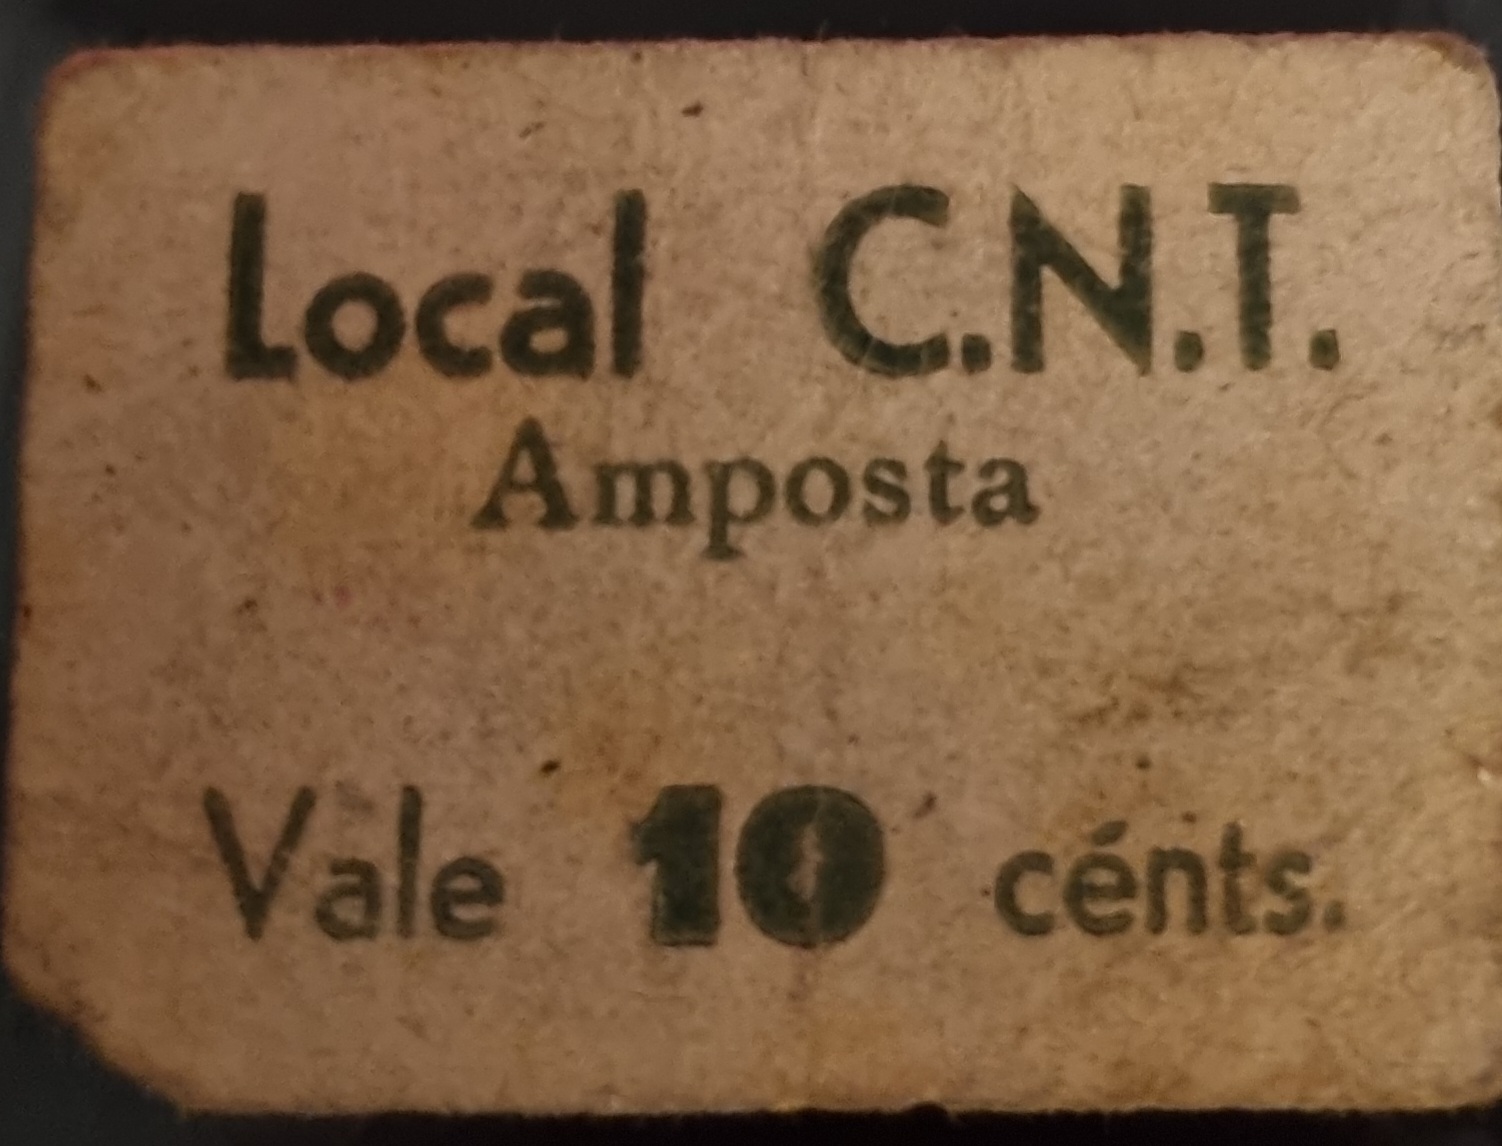 Local C.N.T.
Amposta
Vale 10 cénts.